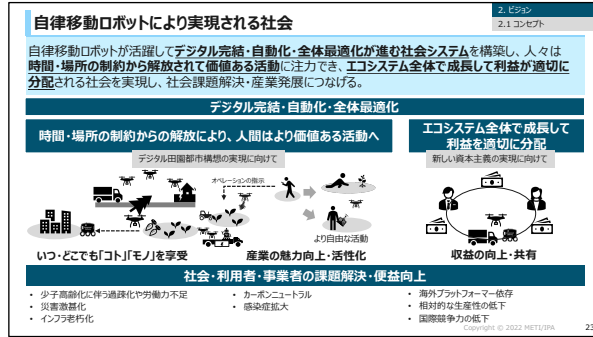 自律移動ロボットにより実現される社会
2. ビジョン
2.1 コンセプト
自律移動ロボットが活躍してデジタル完結・自動化・全体最適化が進む社会システムを構築し、人々は
時間・場所の制約から解放されて価値ある活動に注力でき、エコシステム全体で成長して利益が適切に
分配される社会を実現し、社会課題解決・産業発展につなげる。
デジタル完結・自動化・全体最適化
時間・場所の制約からの解放により、人間はより価値ある活動へ
エコシステム全体で成長して
利益を適切に分配
デジタル田園都市構想の実現に向けて
新しい資本主義の実現に向けて
オペレーションの指示
より自由な活動
いつ・どこでも「コト」「モノ」を享受
産業の魅力向上・活性化
収益の向上・共有
社会・利用者・事業者の課題解決・便益向上
• 少子高齢化に伴う過疎化や労働力不足
• 災害激甚化
• インフラ老朽化
• カーボンニュートラル
• 感染症拡大
• 海外プラットフォーマー依存
• 相対的な生産性の低下
• 国際競争力の低下
Copyright © 2022 METI/IPA
23